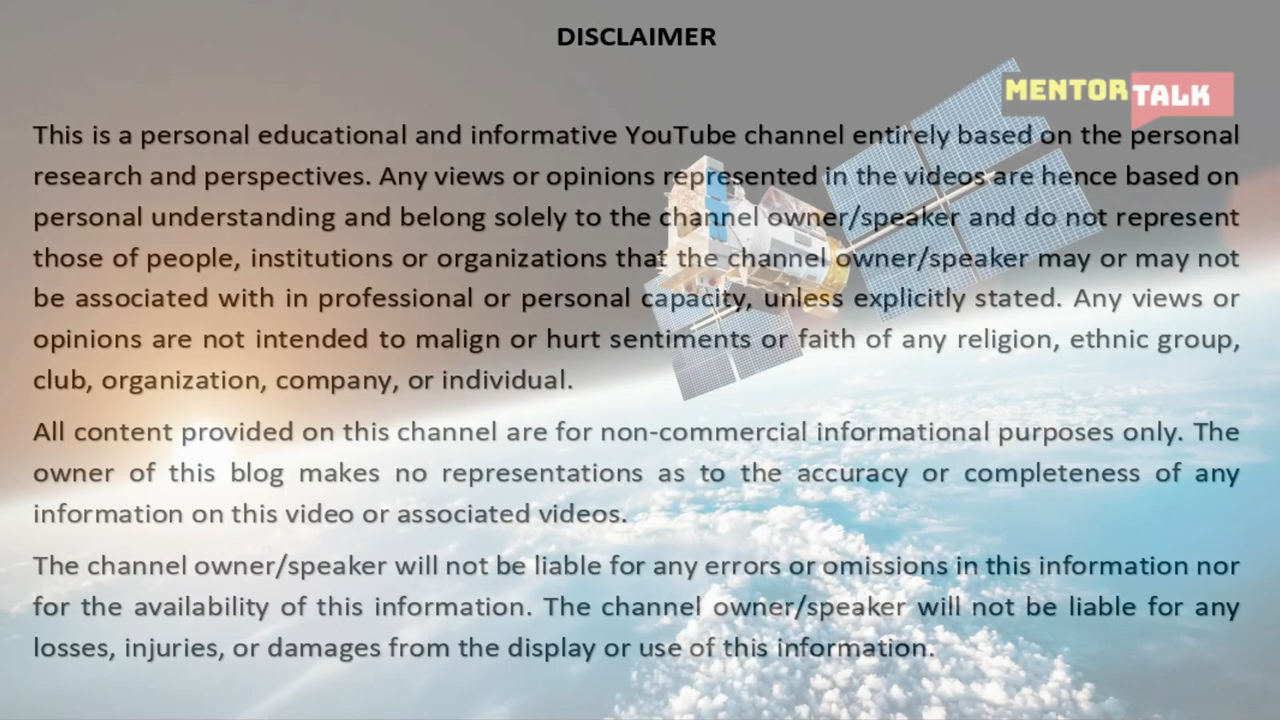 DISCLAIMER
MENTOR TALK
This is a personal educational and informative YouTube channel entirely based on the personal
research and perspectives. Any views or opinions represented in the videos are hence based on
personal understanding and belong solely to the channel owner/speaker and do not represent
those of people, institutions or organizations that the channel owner/speaker may or may not
be associated with in professional or personal capacity, unless explicitly stated. Any views or
opinions are not intended to malign or hurt sentiments or faith of any religion, ethnic group,
club, organization, company, or individual.
All content provided on this channel are for non-commercial informational purposes only. The
owner of this blog makes no representations as to the accuracy or completeness of any
information on this video or associated videos.
The channel owner/speaker will not be liable for any errors or omissions in this information nor
for the availability of this information. The channel owner/speaker will not be liable for any
losses, injuries, or damages from the display or use of this information.